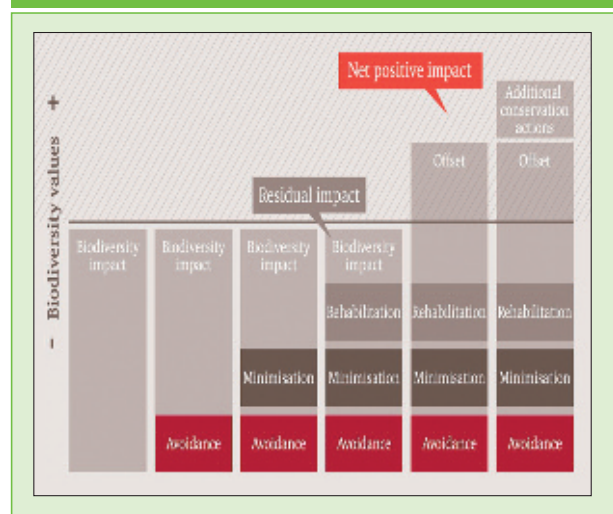 Net positive impact
Additional
conservation
actions
Offset
Offset
Residual impact
Biodiversity
impact
Biodiversity
impact
Biodiversity
impact
Biodiversity
impact
Rehabilitation
Rehabilitation
Rehabilitation
Minimisation
Minimisation
Minimisation
Minimisation
Avoidance
Avoidance
Avoidance
Avoidance
Avoidance
- Biodiversity values +